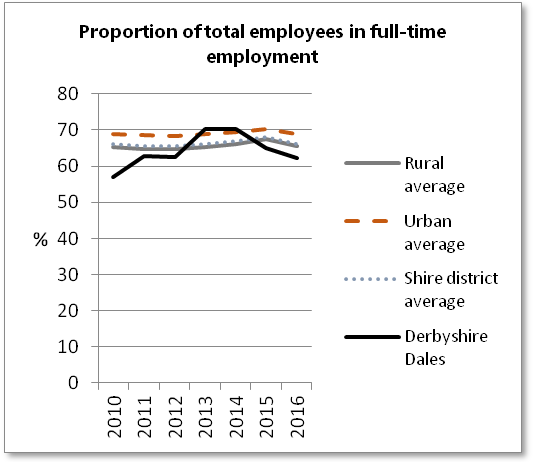 Proportion of total employees in full-time
employment
80
70
60
50
40
30
20
10
0
%
2010
2011
2012
2013
2014
2015
2016
Rural
average
Urban
average
Shire district
average
Derbyshire
Dales